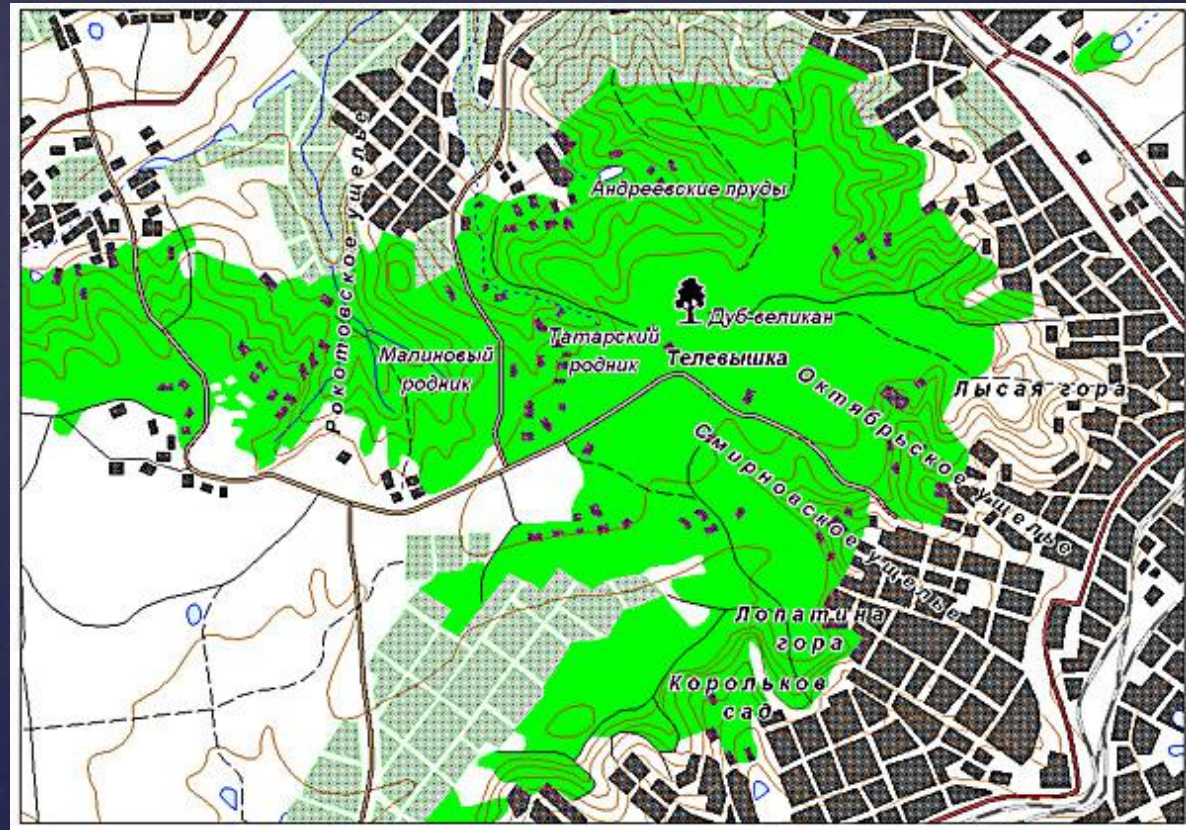 Андреевские пруды
Рокотовское ущелье
Дуб-великан
Татарский
родник
Малиновый
родник
Телевышка
Октябрьское ущелье
Лысая гора
Смирновское ущелье
Лопатина
гора
Корольков
сад